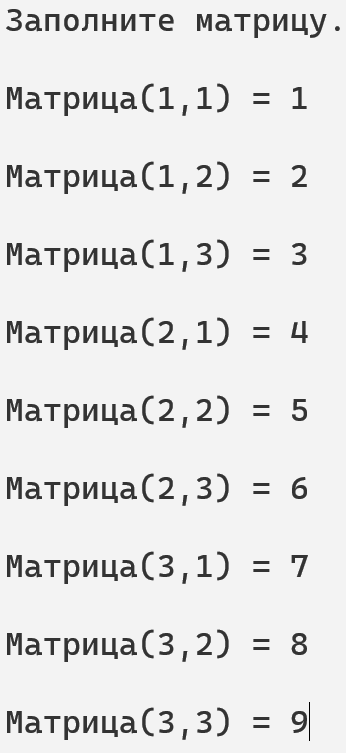 Заполните матрицу.
Матрица(1,1) = 1
Матрица(1,2) = 2
Матрица(1,3) = 3
Матрица(2,1) = 4
Матрица(2,2) = 5
Матрица(2,3) = 6
Матрица(3,1) = 7
Матрица(3,2) = 8
Матрица(3,3) = 9